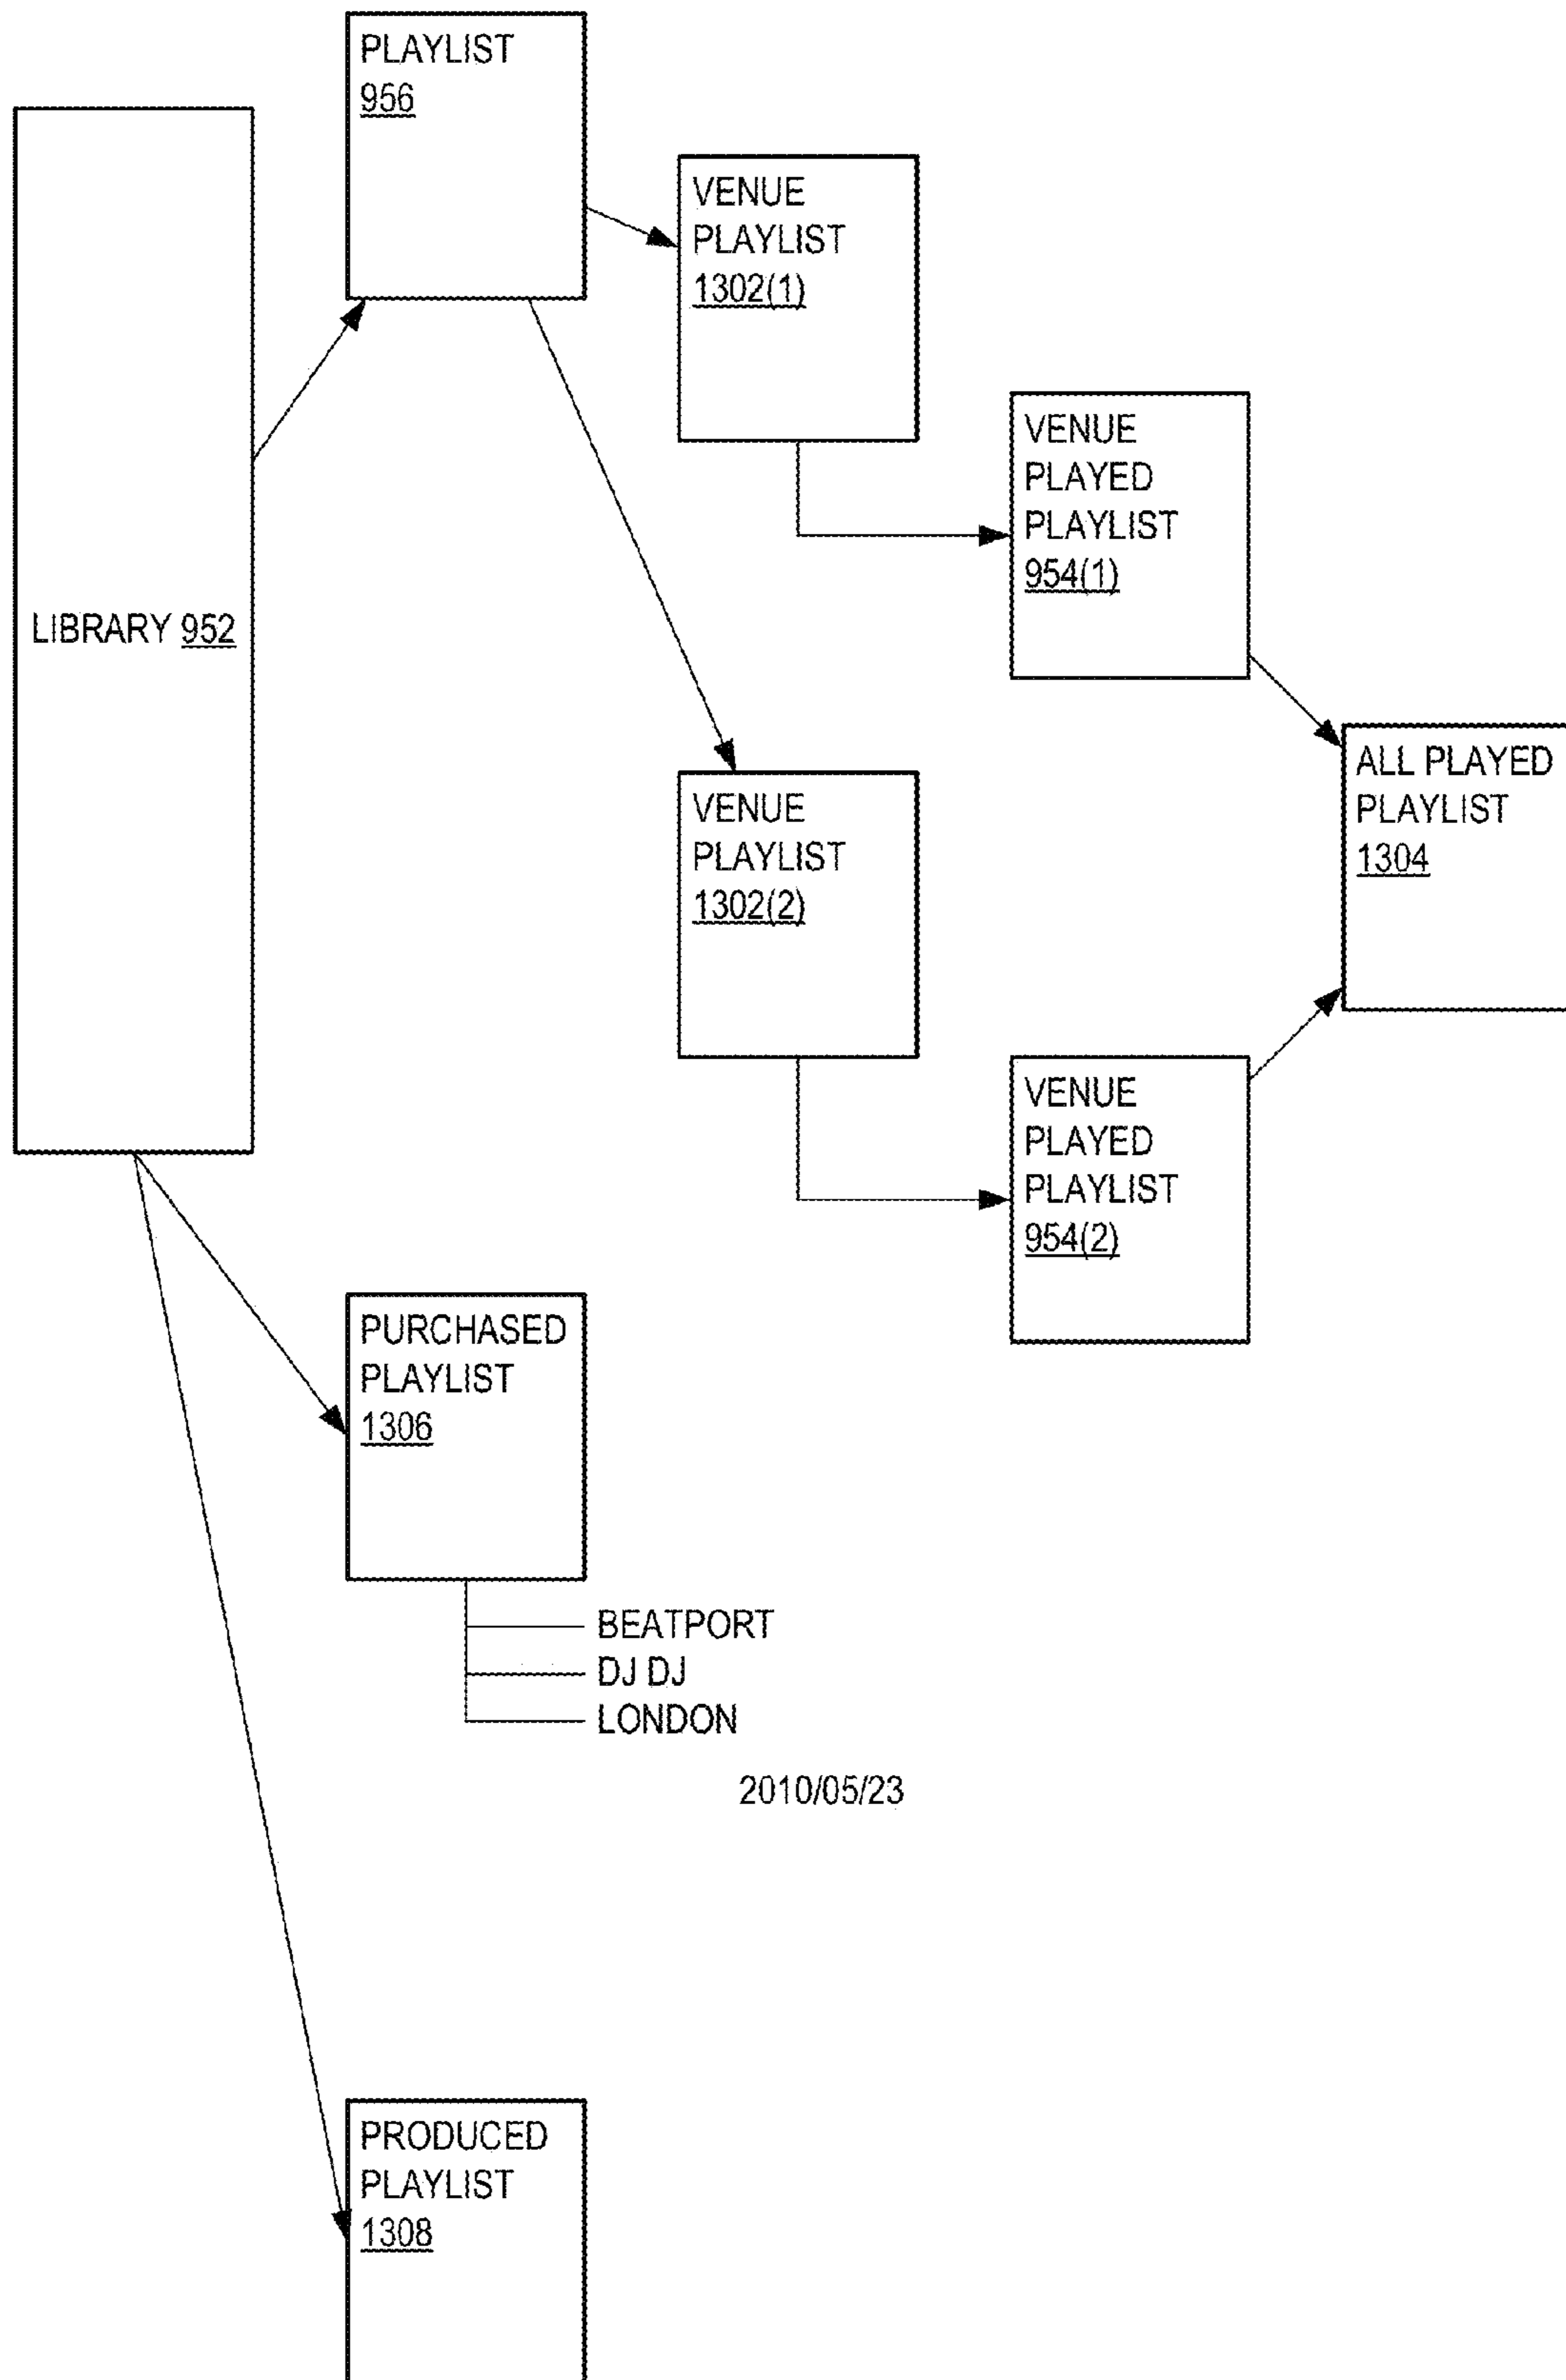 PLAYLIST
956
VENUE
PLAYLIST
1302(1)
VENUE
PLAYED
PLAYLIST
954(1)
LIBRARY 952
ALL PLAYED
PLAYLIST
1304
VENUE
PLAYLIST
1302(2)
VENUE
PLAYED
PLAYLIST
954(2)
PURCHASED
PLAYLIST
1306
BEATPORT
DJ DJ
LONDON
2010/05/23
PRODUCED
PLAYLIST
1308